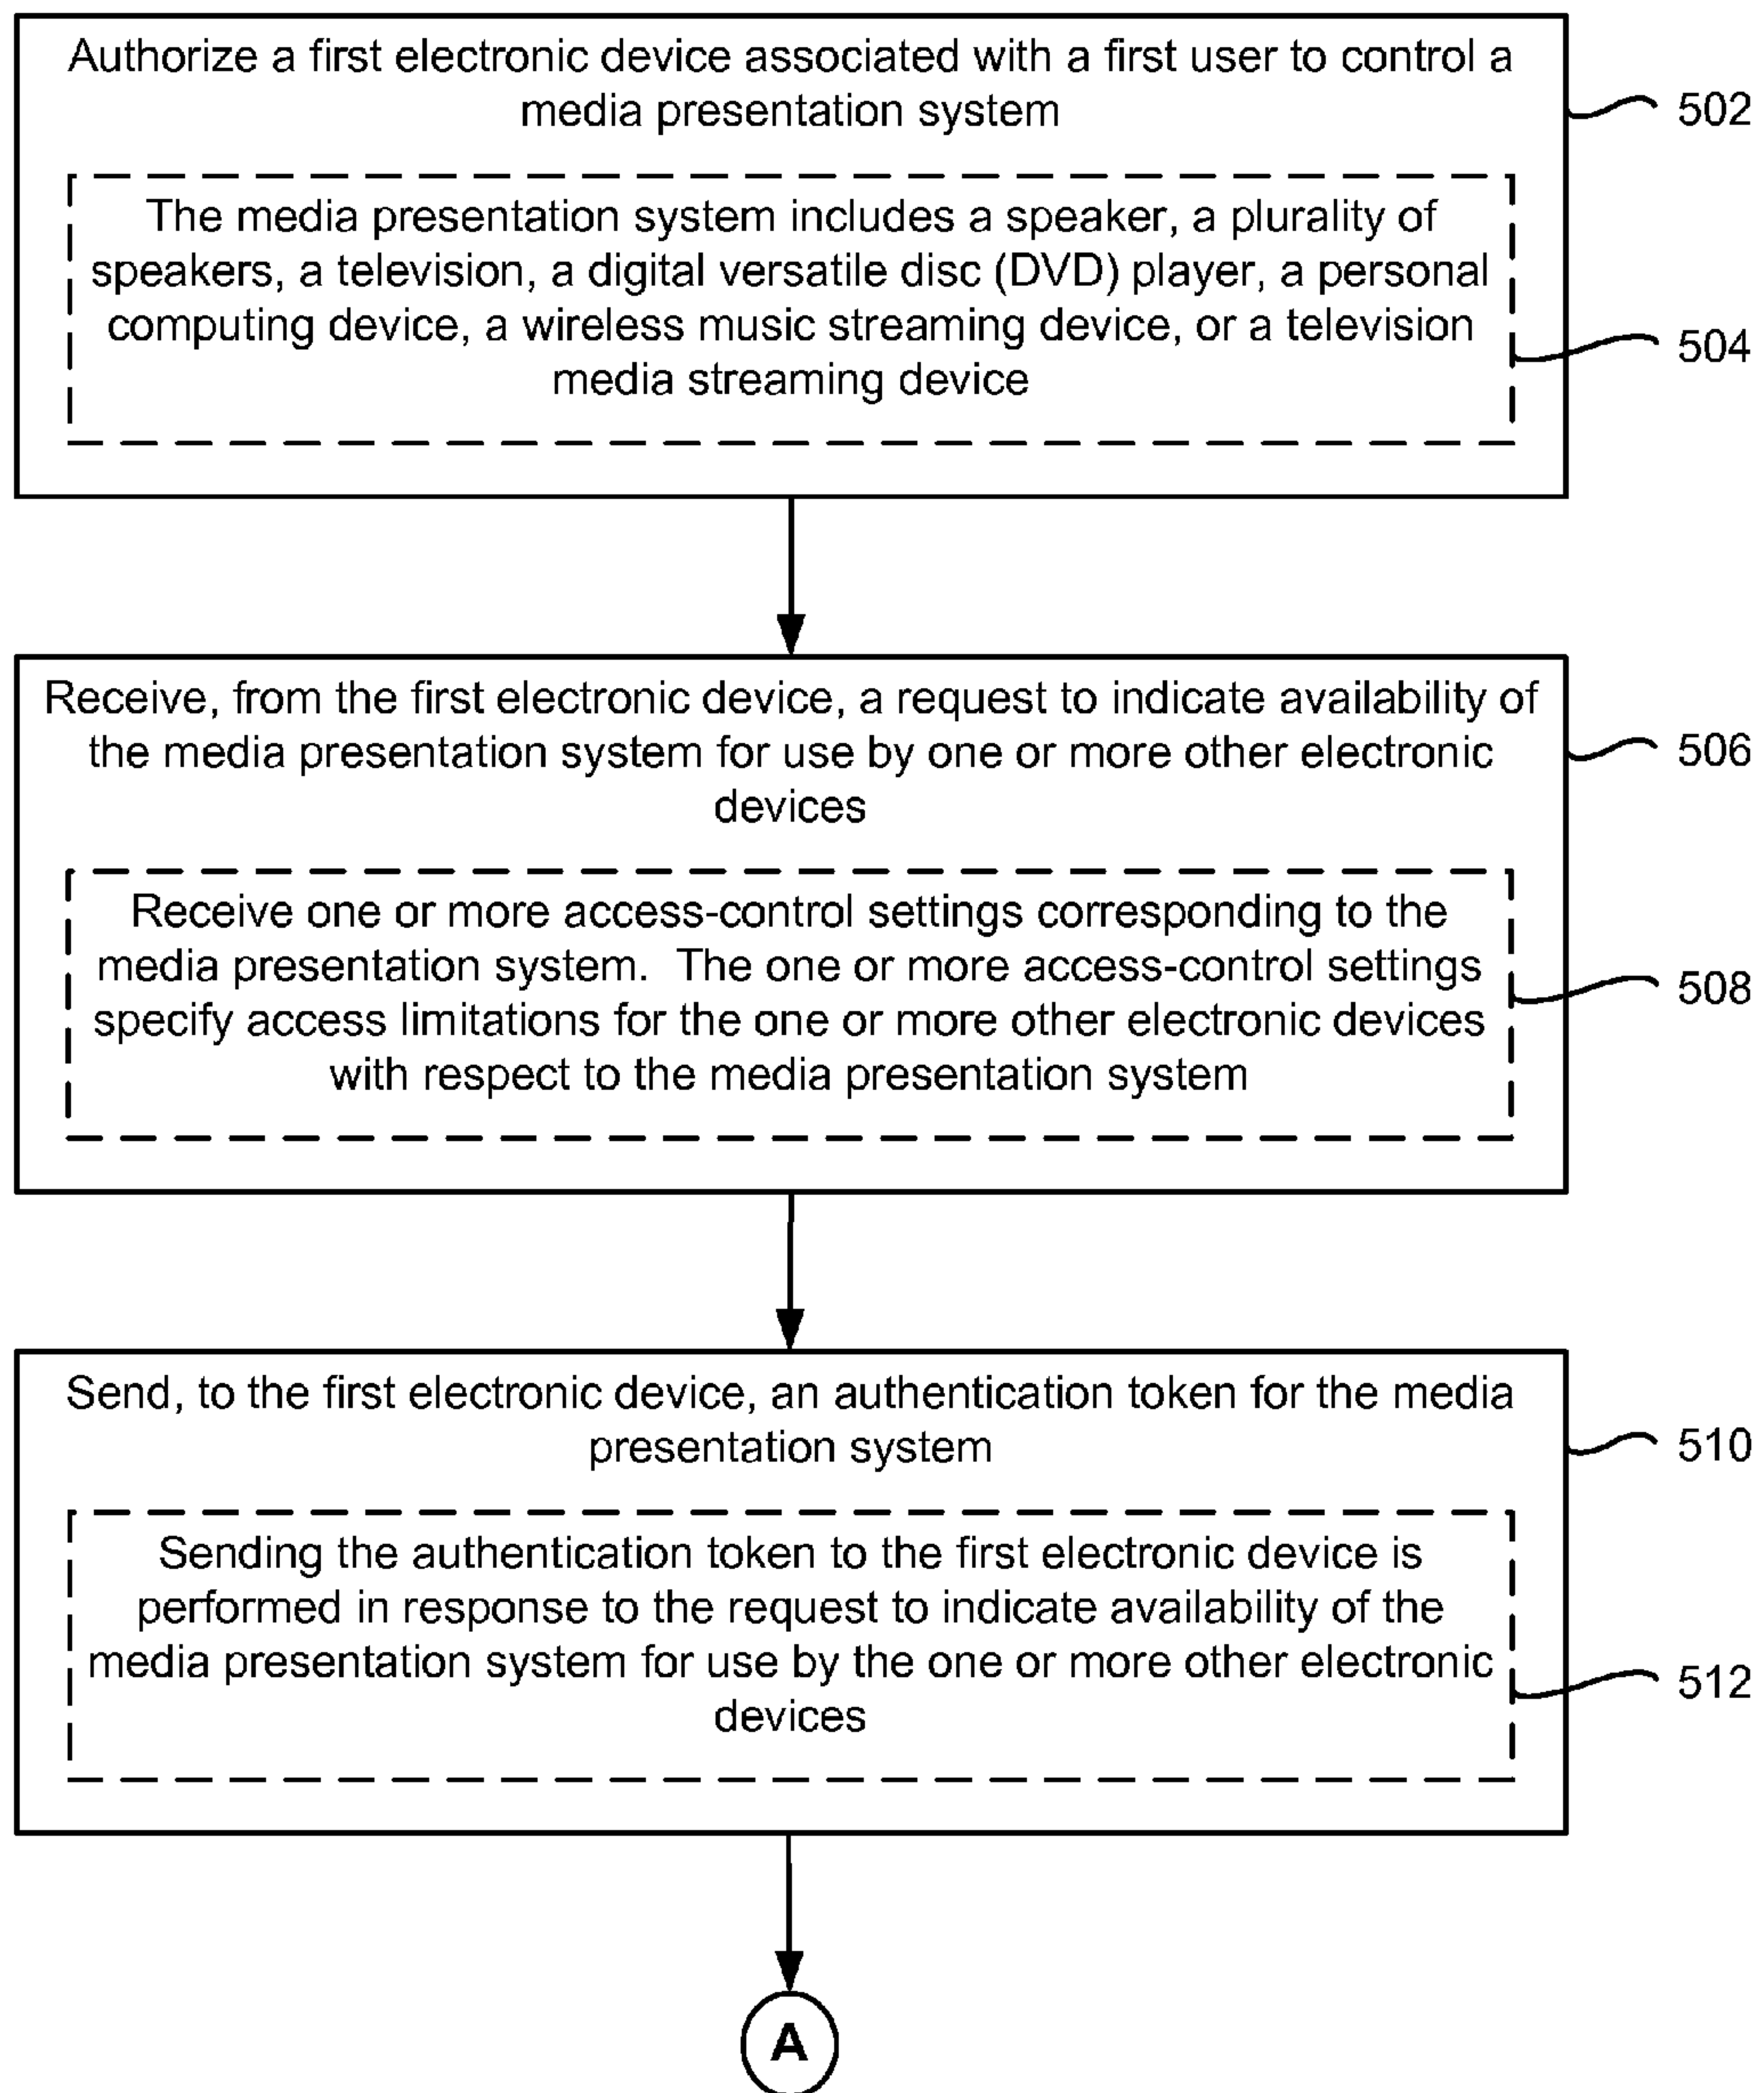 Authorize a first electronic device associated with a first user to control a
media presentation system
502
The media presentation system includes a speaker, a plurality of
speakers, a television, a digital versatile disc (DVD) player, a personal
computing device, a wireless music streaming device, or a television
media streaming device
504
Receive, from the first electronic device, a request to indicate availability of
the media presentation system for use by one or more other electronic
devices
506
Receive one or more access-control settings corresponding to the
media presentation system.  The one or more access-control settings
specify access limitations for the one or more other electronic devices
with respect to the media presentation system
508
Send, to the first electronic device, an authentication token for the media
presentation system
510
Sending the authentication token to the first electronic device is
performed in response to the request to indicate availability of the
media presentation system for use by the one or more other electronic
devices
512
A